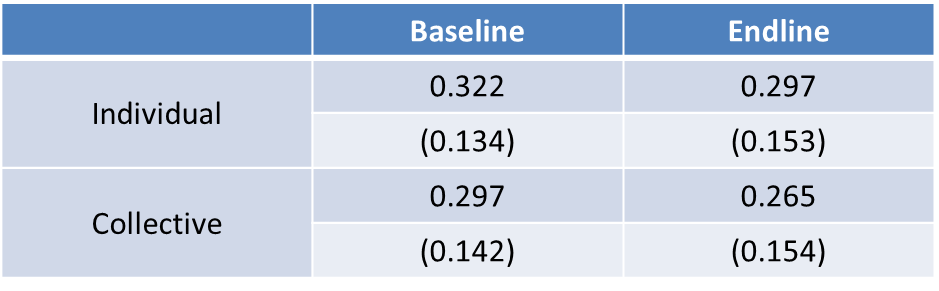 Baseline Endline
0.322 0.297
Individual
(0.134) (0.153)
0.297 0.265
Collective
(0.142) (0.154)